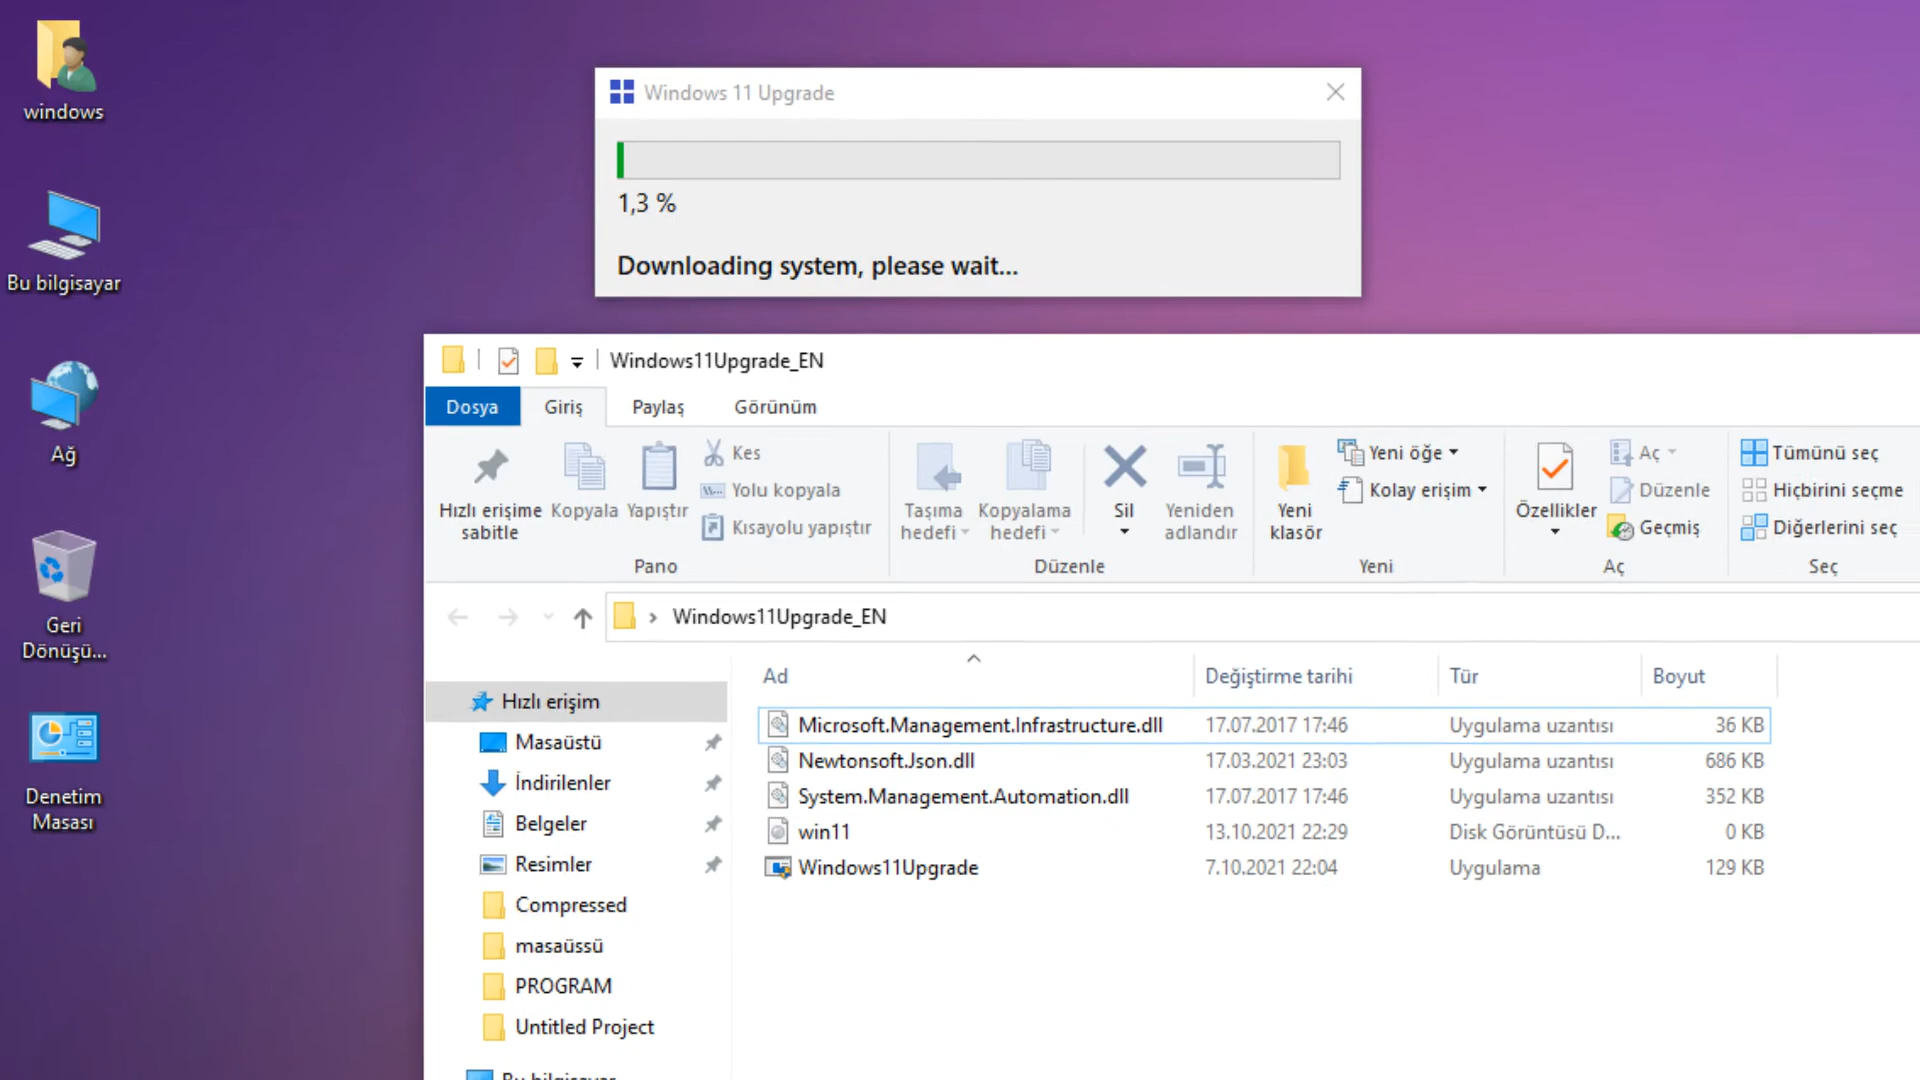 windows
Bu bilgisayar
Ağ
Geri
Dönüşü...
Denetim
Masası
Windows 11 Upgrade
1,3 %
Downloading system, please wait...
Windows11Upgrade_EN
Dosya Giriş Paylaş Görünüm
Hızlı erişime
sabitle
Kopyala
Yapıştır
Kes
Yolu kopyala
Kısayolu yapıştır
Pano
Taşıma
hedefi
Kopyalama
hedefi
Sil
Yeniden
adlandır
Düzenle
Yeni
klasör
Yeni öğe
Kolay erişim
Yeni
Özellikler
Aç
Düzenle
Geçmiş
Aç
Tümünü seç
Hiçbirini seçme
Diğerlerini seç
Seç
Windows11Upgrade_EN
Hızlı erişim
Masaüstü
İndirilenler
Belgeler
Resimler
Compressed
masaüssü
PROGRAM
Untitled Project
Bu bilgisayar
Ad Değiştirme tarihi Tür Boyut
Microsoft.Management.Infrastructure.dll 17.07.2017 17:46 Uygulama uzantısı 36 KB
Newtonsoft.Json.dll 17.03.2021 23:03 Uygulama uzantısı 686 KB
System.Management.Automation.dll 17.07.2017 17:46 Uygulama uzantısı 352 KB
win11 13.10.2021 22:29 Disk Görüntüsü D... 0 KB
Windows11Upgrade 7.10.2021 22:04 Uygulama 129 KB